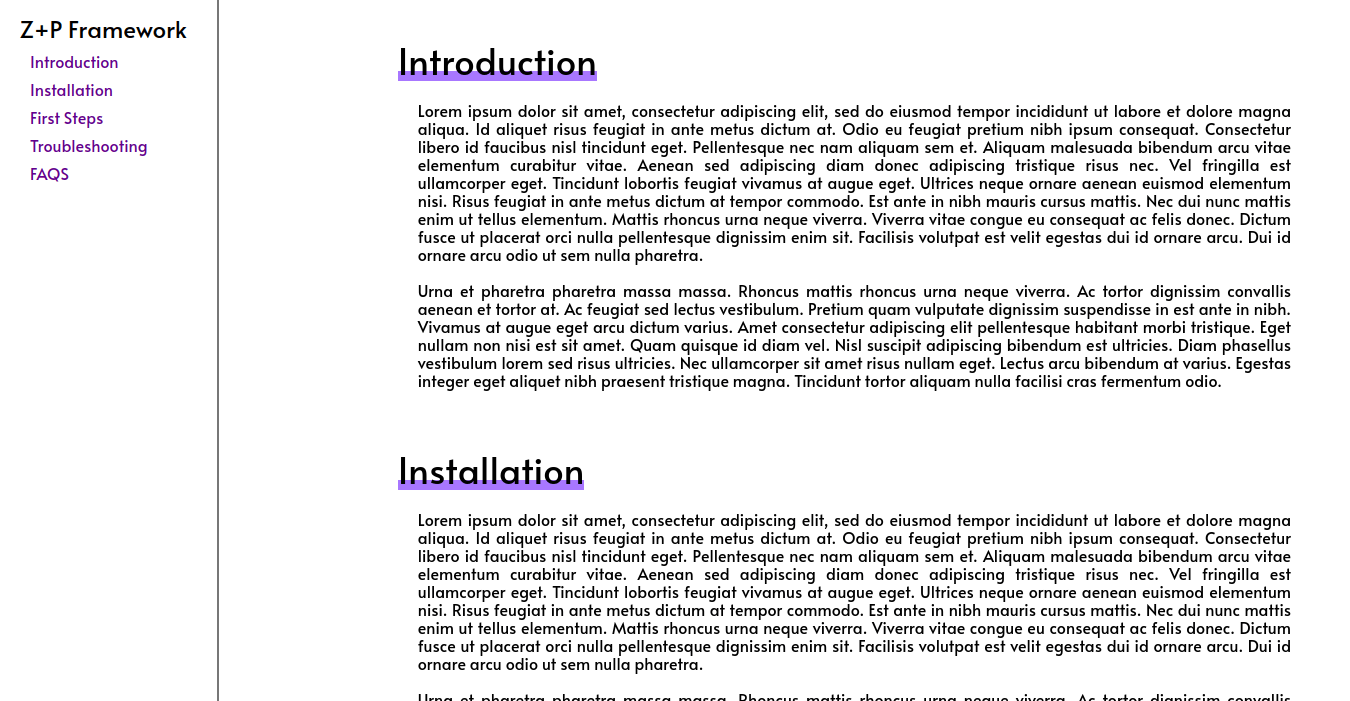 Z+P Framework
Introduction
Installation
First Steps
Troubleshooting
FAQS
Introduction
Lorem ipsum dolor sit amet, consectetur adipiscing elit, sed do eiusmod tempor incididunt ut labore et dolore magna
aliqua. Id aliquet risus feugiat in ante metus dictum at. Odio eu feugiat pretium nibh ipsum consequat. Consectetur
libero id faucibus nisl tincidunt eget. Pellentesque nec nam aliquam sem et. Aliquam malesuada bibendum arcu vitae
elementum curabitur vitae. Aenean sed adipiscing diam donec adipiscing tristique risus nec. Vel fringilla est
ullamcorper eget. Tincidunt lobortis feugiat vivamus at augue eget. Ultrices neque ornare aenean euismod elementum
nisi. Risus feugiat in ante metus dictum at tempor commodo. Est ante in nibh mauris cursus mattis. Nec dui nunc mattis
enim ut tellus elementum. Mattis rhoncus urna neque viverra. Viverra vitae congue eu consequat ac felis donec. Dictum
fusce ut placerat orci nulla pellentesque dignissim enim sit. Facilisis volutpat est velit egestas dui id ornare arcu. Dui id
ornare arcu odio ut sem nulla pharetra.
Urna et pharetra pharetra massa massa. Rhoncus mattis rhoncus urna neque viverra. Ac tortor dignissim convallis
aenean et tortor at. Ac feugiat sed lectus vestibulum. Pretium quam vulputate dignissim suspendisse in est ante in nibh.
Vivamus at augue eget arcu dictum varius. Amet consectetur adipiscing elit pellentesque habitant morbi tristique. Eget
nullam non nisi est sit amet. Quam quisque id diam vel. Nisl suscipit adipiscing bibendum est ultricies. Diam phasellus
vestibulum lorem sed risus ultricies. Nec ullamcorper sit amet risus nullam eget. Lectus arcu bibendum at varius. Egestas
integer eget aliquet nibh praesent tristique magna. Tincidunt tortor aliquam nulla facilisi cras fermentum odio.
Installation
Lorem ipsum dolor sit amet, consectetur adipiscing elit, sed do eiusmod tempor incididunt ut labore et dolore magna
aliqua. Id aliquet risus feugiat in ante metus dictum at. Odio eu feugiat pretium nibh ipsum consequat. Consectetur
libero id faucibus nisl tincidunt eget. Pellentesque nec nam aliquam sem et. Aliquam malesuada bibendum arcu vitae
elementum curabitur vitae. Aenean sed adipiscing diam donec adipiscing tristique risus nec. Vel fringilla est
ullamcorper eget. Tincidunt lobortis feugiat vivamus at augue eget. Ultrices neque ornare aenean euismod elementum
nisi. Risus feugiat in ante metus dictum at tempor commodo. Est ante in nibh mauris cursus mattis. Nec dui nunc mattis
enim ut tellus elementum. Mattis rhoncus urna neque viverra. Viverra vitae congue eu consequat ac felis donec. Dictum
fusce ut placerat orci nulla pellentesque dignissim enim sit. Facilisis volutpat est velit egestas dui id ornare arcu. Dui id
ornare arcu odio ut sem nulla pharetra.
Urna et pharetra pharetra massa massa. Rhoncus mattis rhoncus urna neque viverra. Ac tortor dignissim convallis